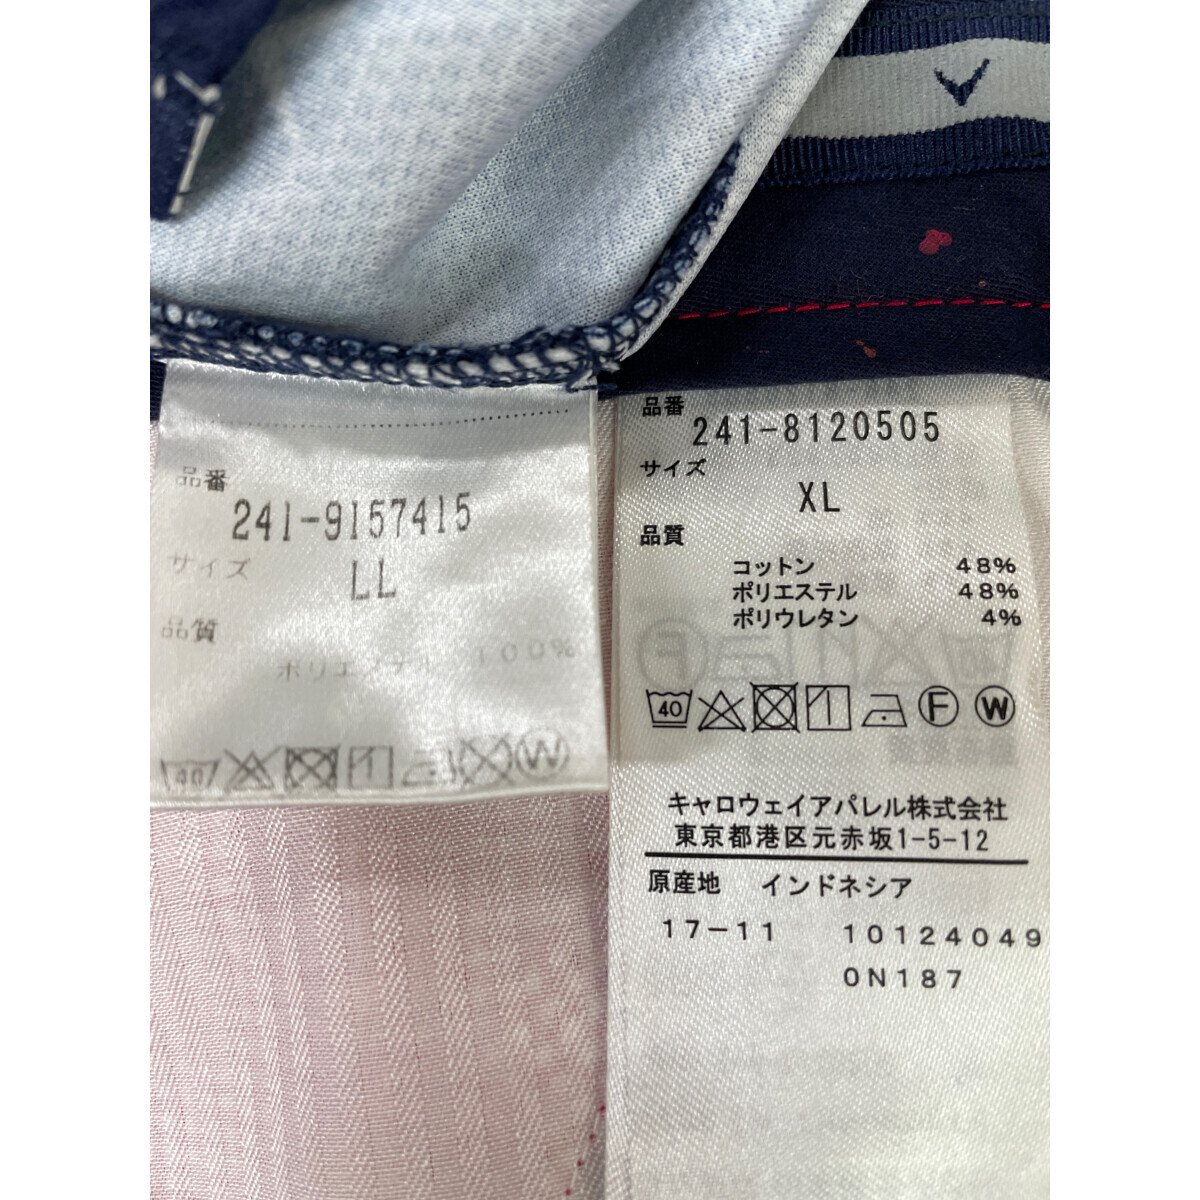 品番
241-9157415
サイズ
LL
品質
ポリエステル 100%
40
W
品番
241-8120505
サイズ
XL
品質
コットン 48%
ポリエステル 48%
ポリウレタン 4%
40 F W
キャロウェイアパレル株式会社
東京都港区元赤坂1-5-12
原産地 インドネシア
17-11 10124049
0N187